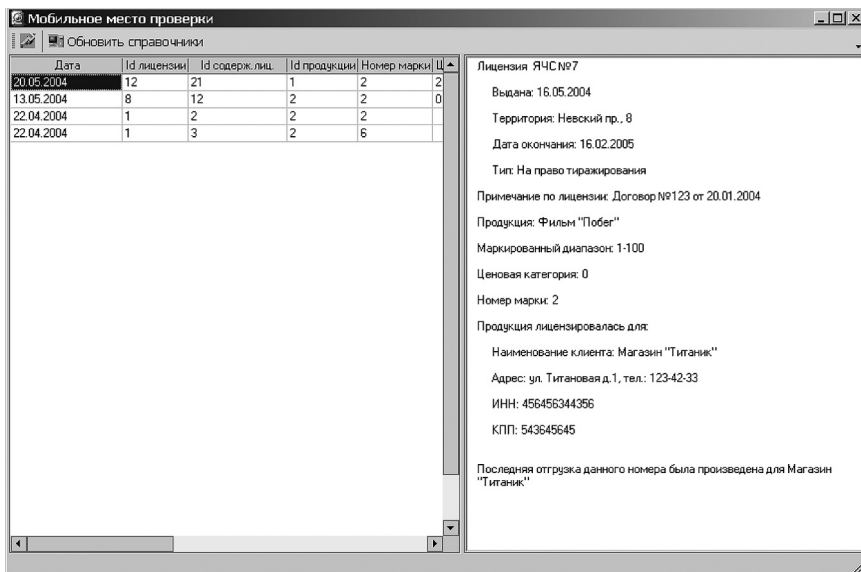 Мобильное место проверки
Обновить справочники
Дата Id лицензии Id содерж.лиц. Id продукции Номер марки Ц
20.05.2004 12 21 1 2 2
13.05.2004 8 12 2 2 0
22.04.2004 1 2 2 2
22.04.2004 1 3 2 6
Лицензия ЯЧС№7
Выдана: 16.05.2004
Территория: Невский пр., 8
Дата окончания: 16.02.2005
Тип: На право тиражирования
Примечание по лицензии: Договор №123 от 20.01.2004
Продукция: Фильм "Побег"
Маркированный диапазон: 1-100
Ценовая категория: 0
Номер марки: 2
Продукция лицензировалась для:
Наименование клиента: Магазин "Титаник"
Адрес: ул. Титановая д.1, тел.: 123-42-33
ИНН: 456456344356
КПП: 543645645
Последняя отгрузка данного номера была произведена для Магазин
"Титаник"